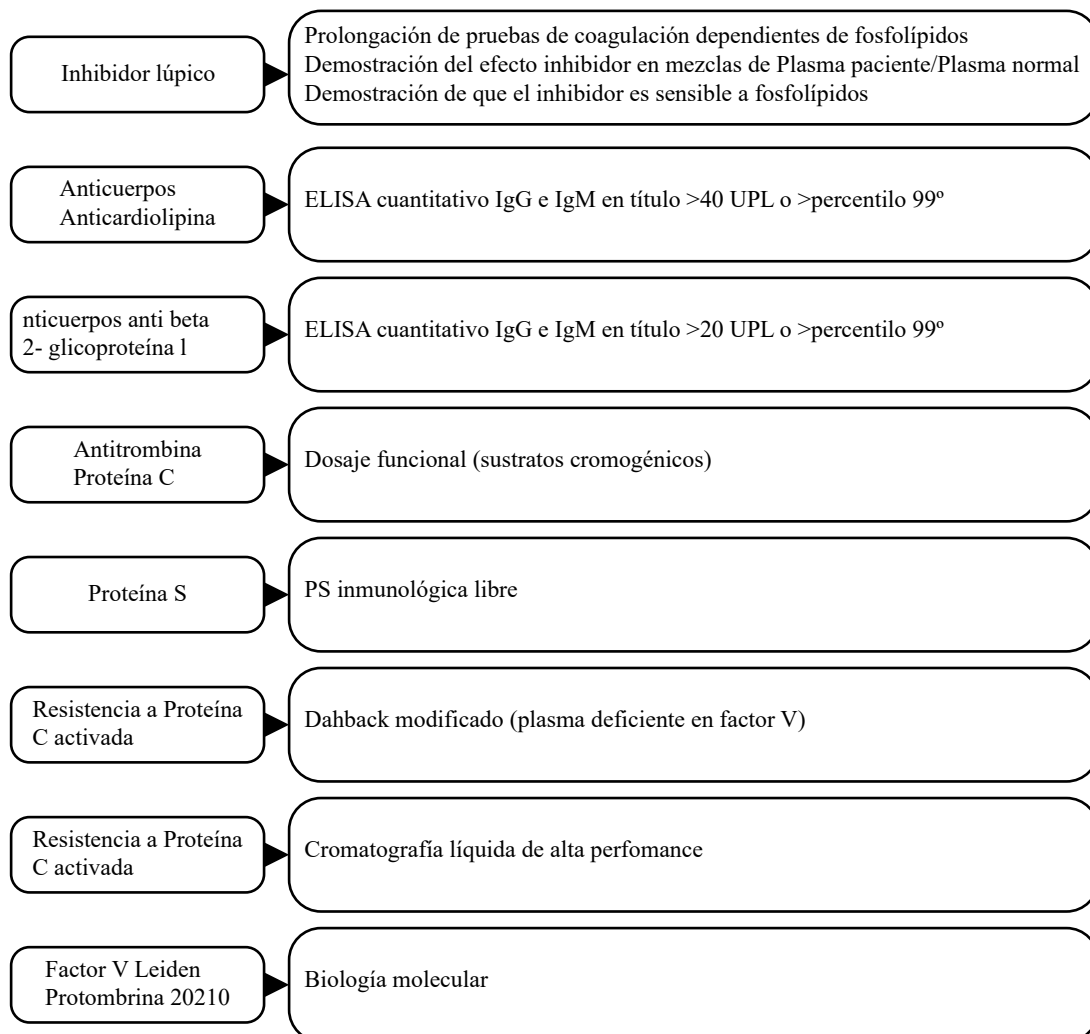 Inhibidor lúpico
Prolongación de pruebas de coagulación dependientes de fosfolípidos
Demostración del efecto inhibidor en mezclas de Plasma paciente/Plasma normal
Demostración de que el inhibidor es sensible a fosfolípidos
Anticuerpos
Anticardiolipina
ELISA cuantitativo IgG e IgM en título >40 UPL o >percentilo 99º
nticuerpos anti beta
2- glicoproteína l
ELISA cuantitativo IgG e IgM en título >20 UPL o >percentilo 99º
Antitrombina
Proteína C
Dosaje funcional (sustratos cromogénicos)
Proteína S
PS inmunológica libre
Resistencia a Proteína
C activada
Dahback modificado (plasma deficiente en factor V)
Resistencia a Proteína
C activada
Cromatografía líquida de alta perfomance
Factor V Leiden
Protombrina 20210
Biología molecular